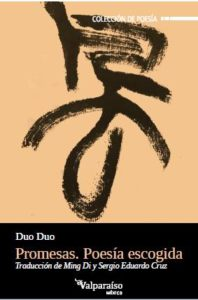 COLECCIÓN DE POESÍA
Duo Duo
Promesas. Poesía escogida
Traducción de Ming Di y Sergio Eduardo Cruz
Valparaíso